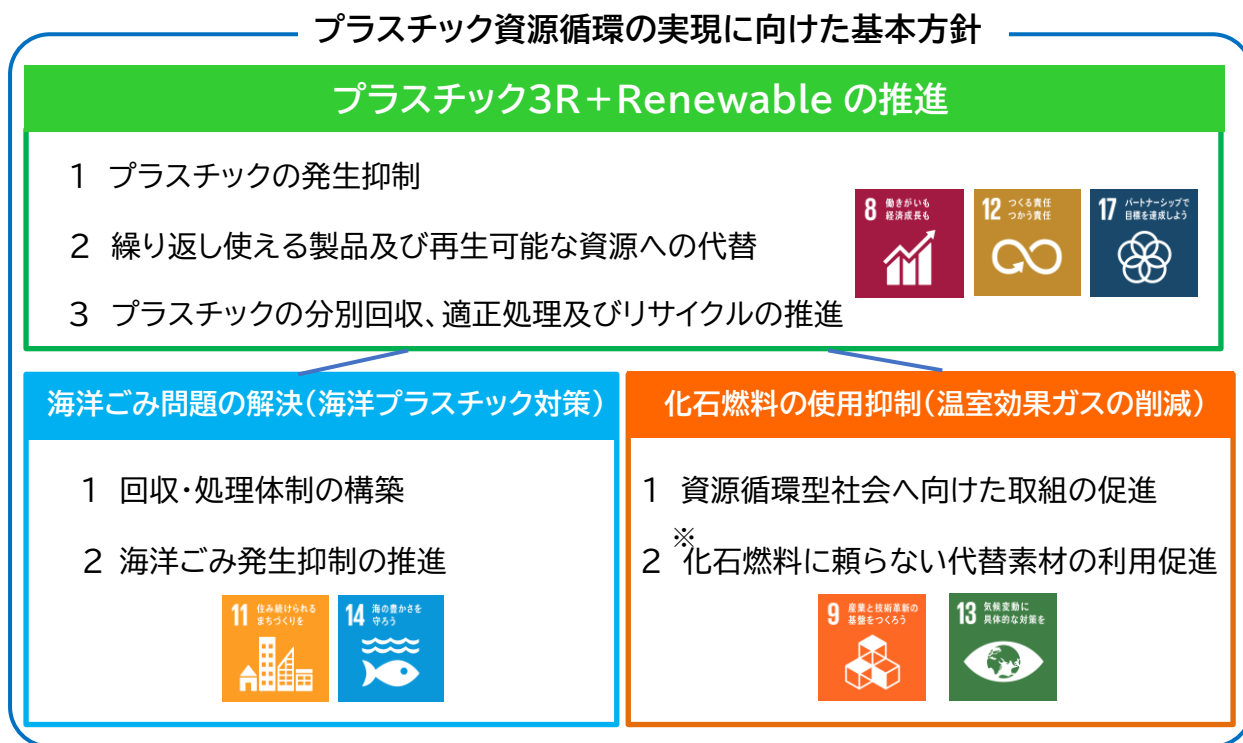 プラスチック資源循環の実現に向けた基本方針
プラスチック3R+Renewable の推進
1 プラスチックの発生抑制
2 繰り返し使える製品及び再生可能な資源への代替
3 プラスチックの分別回収、適正処理及びリサイクルの推進
8 働きがいも
経済成長も
12 つくる責任
つかう責任
17 パートナーシップで
目標を達成しよう
海洋ごみ問題の解決(海洋プラスチック対策)
1 回収・処理体制の構築
2 海洋ごみ発生抑制の推進
11 住み続けられる
まちづくりを
14 海の豊かさを
守ろう
化石燃料の使用抑制(温室効果ガスの削減)
1 資源循環型社会へ向けた取組の促進
※
2 化石燃料に頼らない代替素材の利用促進
9 産業と技術革新の
基盤をつくろう
13 気候変動に
具体的な対策を